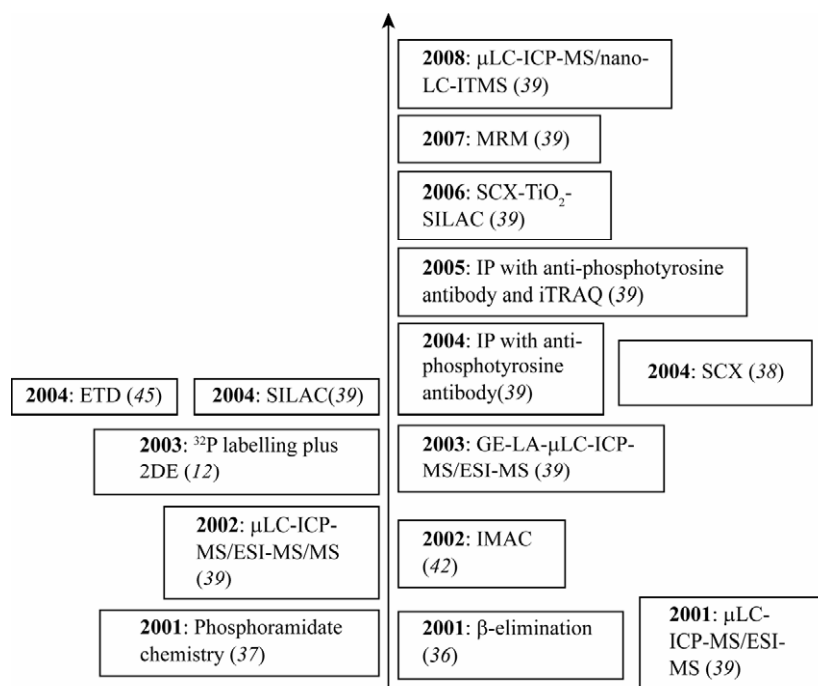 2008: μLC-ICP-MS/nano-
LC-ITMS (39)
2007: MRM (39)
2006: SCX-TiO₂-
SILAC (39)
2005: IP with anti-phosphotyrosine
antibody and iTRAQ (39)
2004: ETD (45)
2004: SILAC(39)
2004: IP with anti-
phosphotyrosine
antibody(39)
2004: SCX (38)
2003: ³²P labelling plus
2DE (12)
2003: GE-LA-μLC-ICP-
MS/ESI-MS (39)
2002: μLC-ICP-
MS/ESI-MS/MS
(39)
2002: IMAC
(42)
2001: Phosphoramidate
chemistry (37)
2001: β-elimination
(36)
2001: μLC-
ICP-MS/ESI-
MS (39)